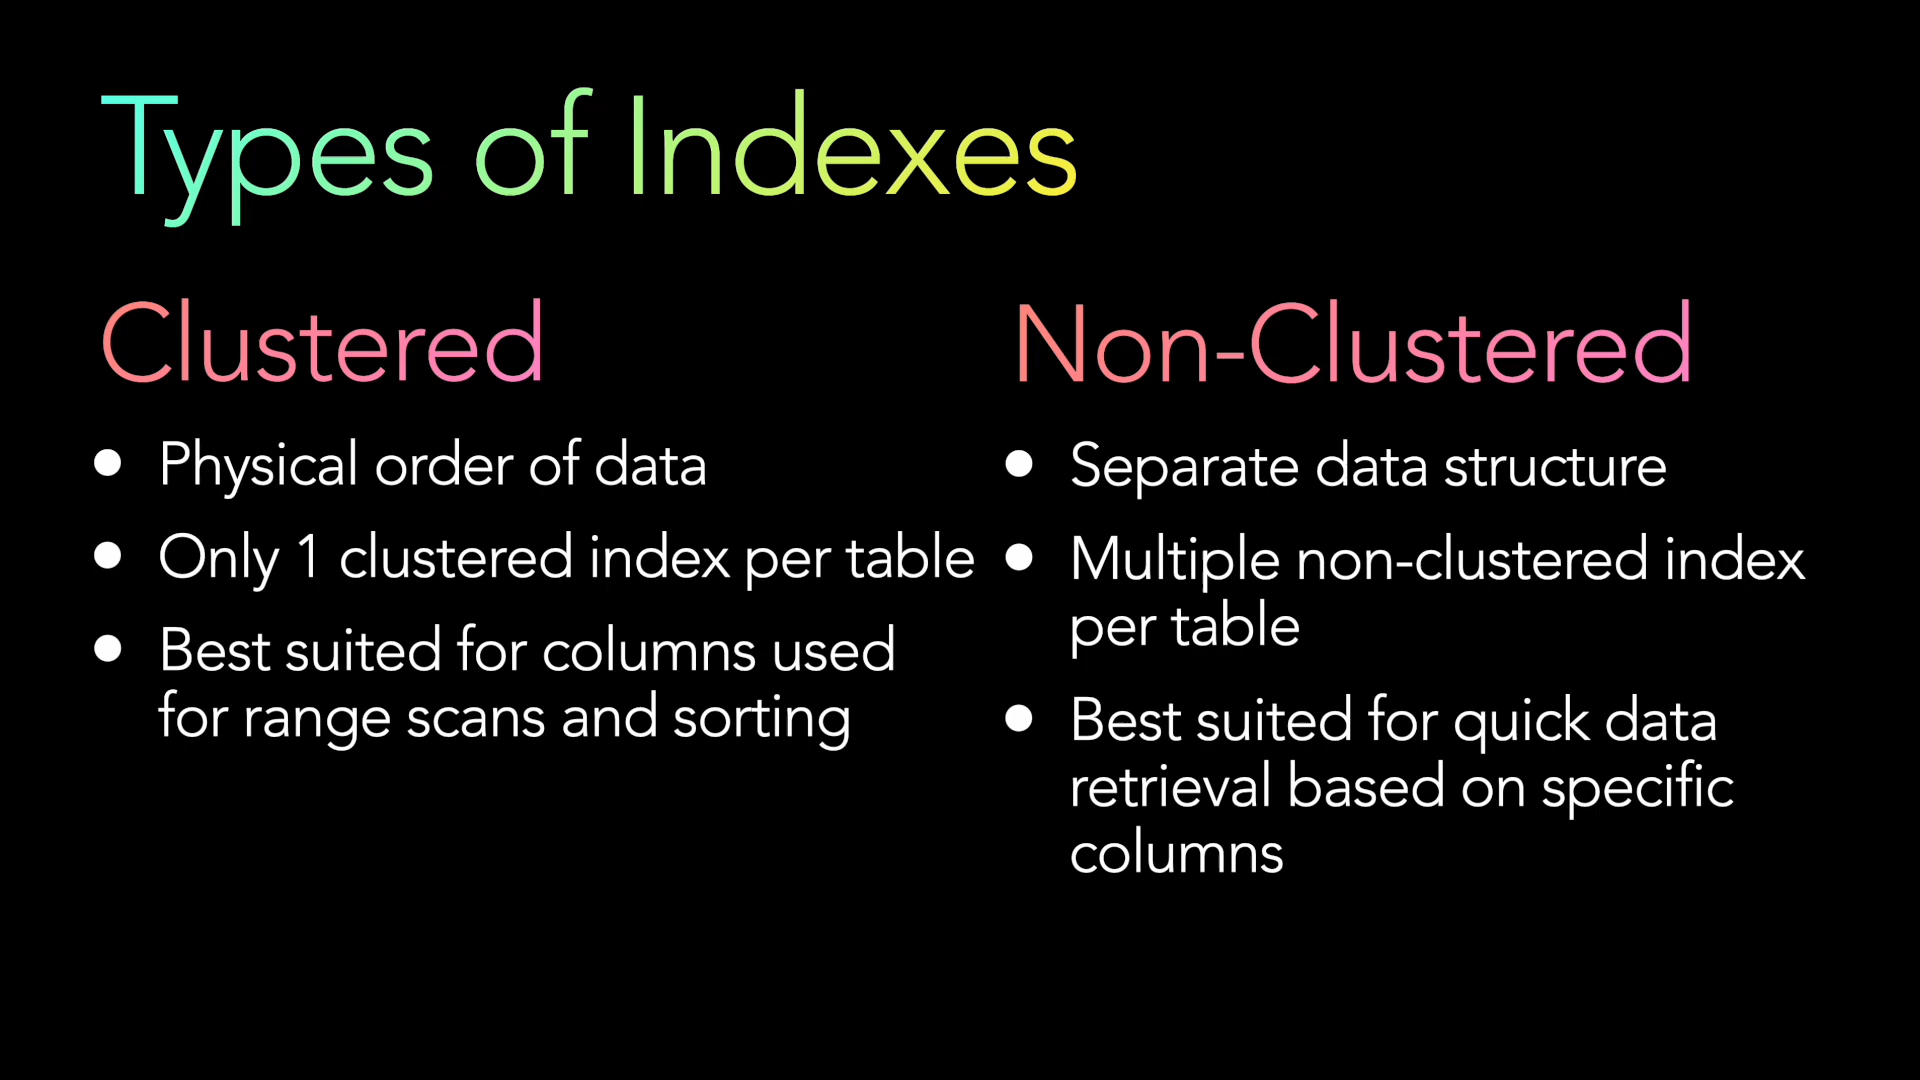 Types of Indexes
Clustered
• Physical order of data
• Only 1 clustered index per table
• Best suited for columns used
for range scans and sorting
Non-Clustered
• Separate data structure
• Multiple non-clustered index
per table
• Best suited for quick data
retrieval based on specific
columns